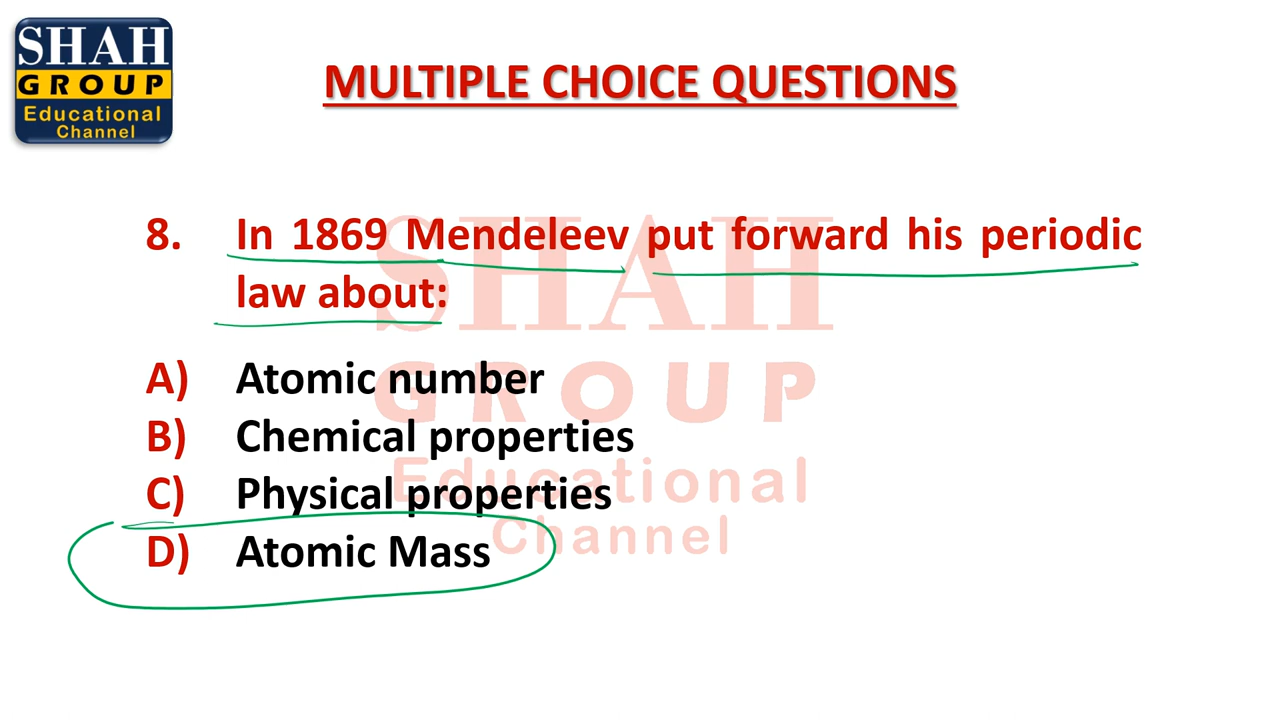 SHAH
GROUP
Educational
Channel
MULTIPLE CHOICE QUESTIONS
8. In 1869 Mendeleev put forward his periodic
law about:
A) Atomic number
B) Chemical properties
C) Physical properties
D) Atomic Mass
SHAH
GROUP
Educational
Channel